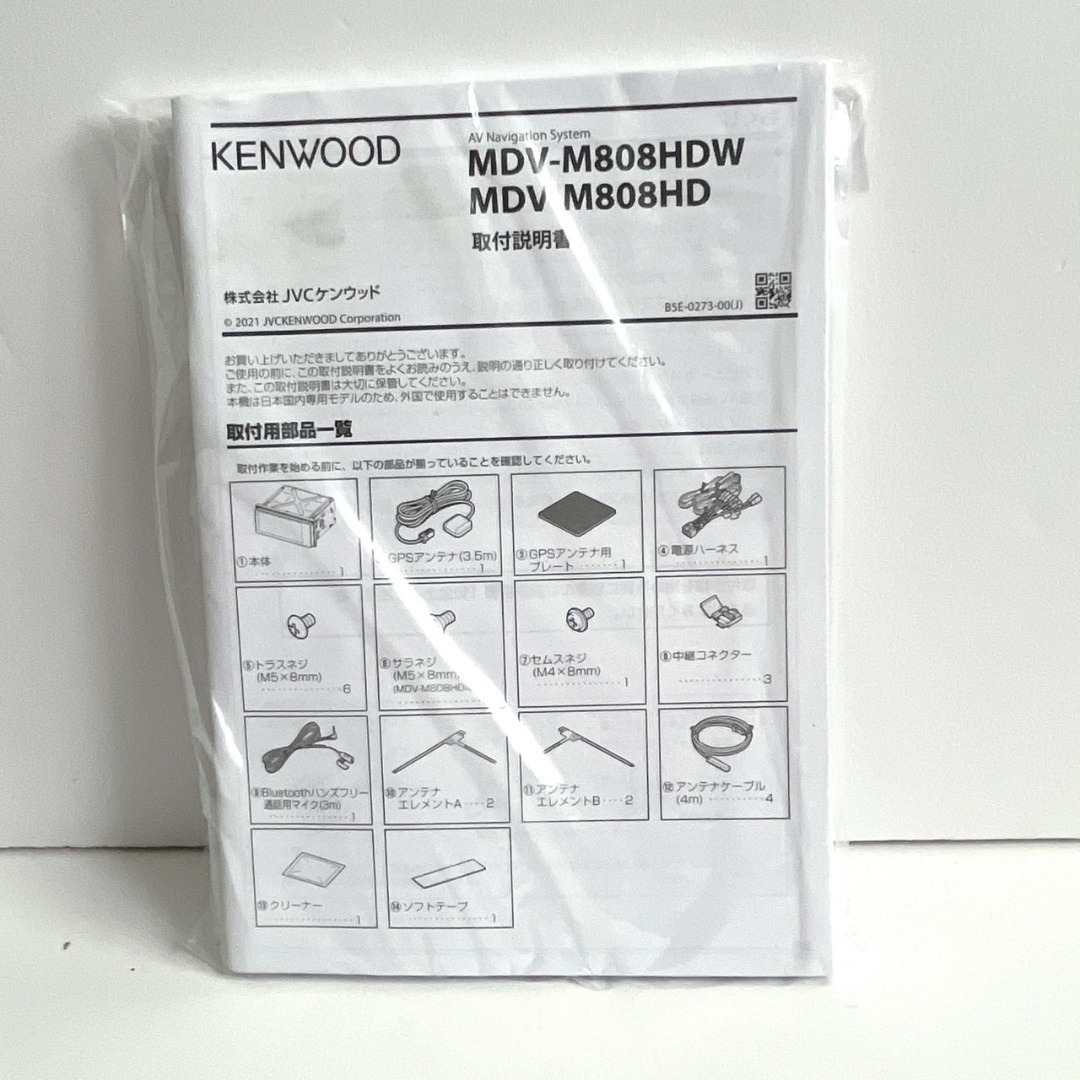 KENWOOD
AV Navigation System
MDV-M808HDW
MDV M808HD
取付説明書
株式会社 JVCケンウッド
© 2021 JVCKENWOOD Corporation
B5E-0273-00(J)
お買い上げいただきましてありがとうございます。
ご使用の前に、この取付説明書をよくお読みのうえ、説明の通り正しく取り付けてください。
また、この取付説明書は大切に保管してください。
本機は日本国内専用モデルのため、外国で使用することはできません。
取付用部品一覧
取付作業を始める前に、以下の部品が揃っていることを確認してください。
①本体
1
GPSアンテナ(3.5m)
1
③GPSアンテナ用
プレート 1
④電源ハーネス
1
⑤トラスネジ
(M5×8mm)
6
⑥サラネジ
(M5×8mm)
(MDV-M808HD
⑦セムスネジ
(M4×8mm)
1
⑧中継コネクター
3
⑨Bluetoothハンズフリー
通話用マイク(3m)
1
⑩アンテナ
エレメントA 2
⑪アンテナ
エレメントB 2
⑫アンテナケーブル
(4m) 4
⑬クリーナー
1
⑭ソフトテープ
1